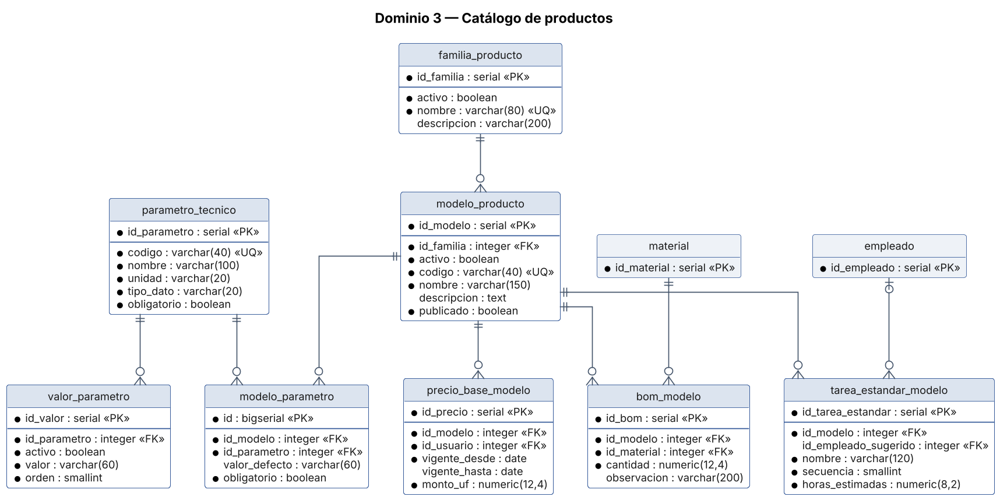 Dominio 3 — Catálogo de productos
familia_producto
id_familia : serial «PK»
activo : boolean
nombre : varchar(80) «UQ»
descripcion : varchar(200)
parametro_tecnico
id_parametro : serial «PK»
codigo : varchar(40) «UQ»
nombre : varchar(100)
unidad : varchar(20)
tipo_dato : varchar(20)
obligatorio : boolean
modelo_producto
id_modelo : serial «PK»
id_familia : integer «FK»
activo : boolean
codigo : varchar(40) «UQ»
nombre : varchar(150)
descripcion : text
publicado : boolean
material
id_material : serial «PK»
empleado
id_empleado : serial «PK»
valor_parametro
id_valor : serial «PK»
id_parametro : integer «FK»
activo : boolean
valor : varchar(60)
orden : smallint
modelo_parametro
id : bigserial «PK»
id_modelo : integer «FK»
id_parametro : integer «FK»
valor_defecto : varchar(60)
obligatorio : boolean
precio_base_modelo
id_precio : serial «PK»
id_modelo : integer «FK»
id_usuario : integer «FK»
vigente_desde : date
vigente_hasta : date
monto_uf : numeric(12,4)
bom_modelo
id_bom : serial «PK»
id_modelo : integer «FK»
id_material : integer «FK»
cantidad : numeric(12,4)
observacion : varchar(200)
tarea_estandar_modelo
id_tarea_estandar : serial «PK»
id_modelo : integer «FK»
id_empleado_sugerido : integer «FK»
nombre : varchar(120)
secuencia : smallint
horas_estimadas : numeric(8,2)